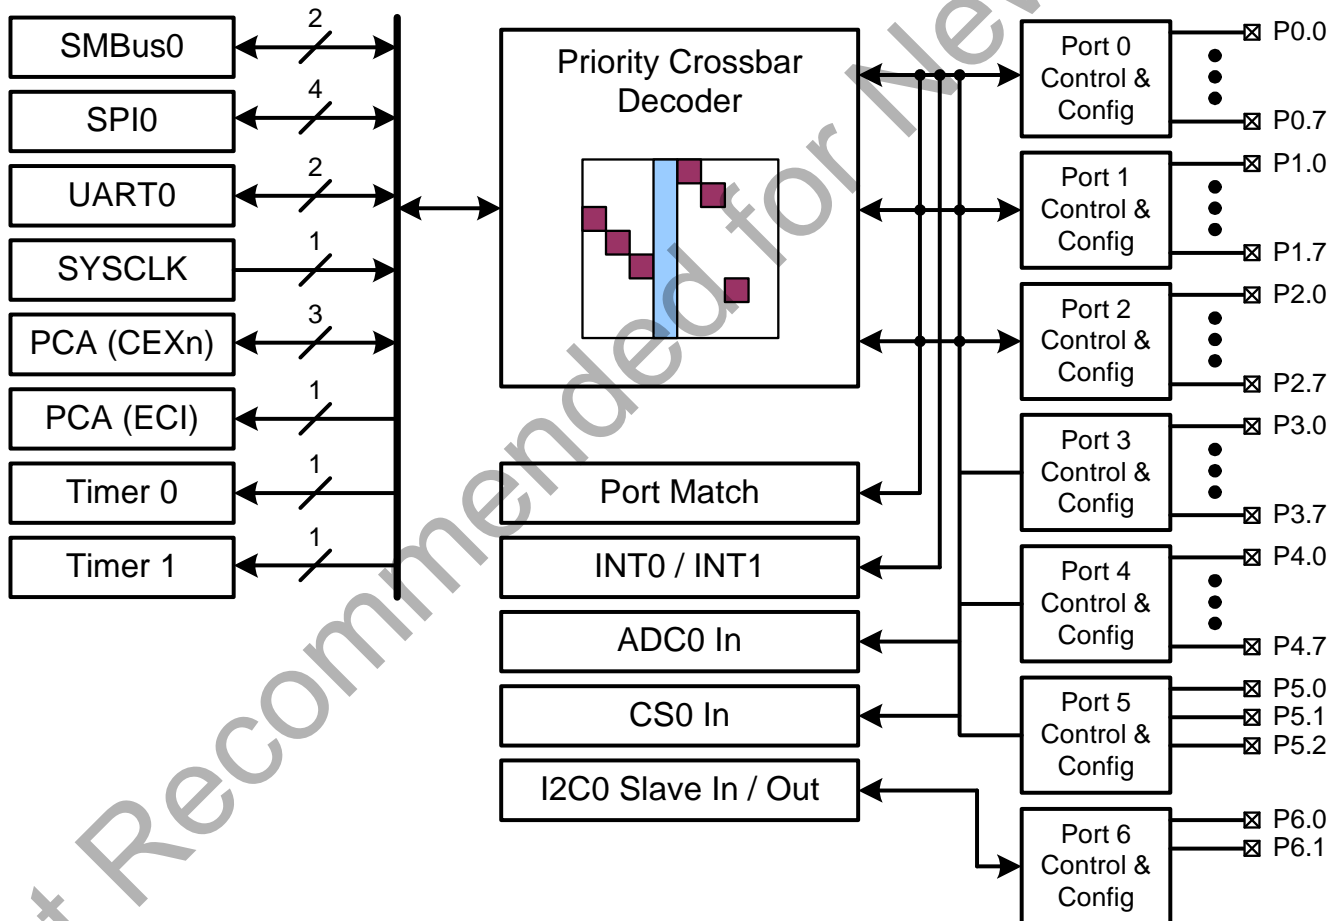 SMBus0
2
SPI0
4
UART0
2
SYSCLK
1
PCA (CEXn)
3
PCA (ECI)
1
Timer 0
1
Timer 1
1
Priority Crossbar
Decoder
Port Match
INT0 / INT1
ADC0 In
CS0 In
I2C0 Slave In / Out
Port 0
Control &
Config
P0.0
P0.7
Port 1
Control &
Config
P1.0
P1.7
Port 2
Control &
Config
P2.0
P2.7
Port 3
Control &
Config
P3.0
P3.7
Port 4
Control &
Config
P4.0
P4.7
Port 5
Control &
Config
P5.0
P5.1
P5.2
Port 6
Control &
Config
P6.0
P6.1
Recommended for